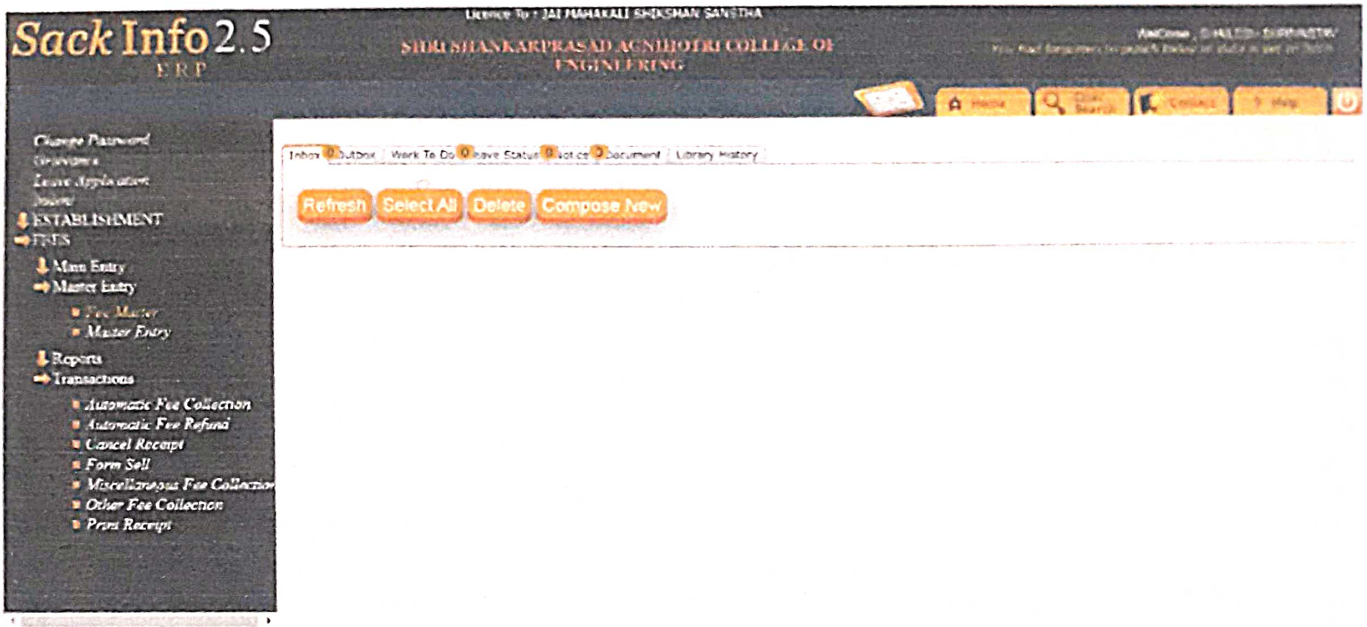 Sack Info 2.5
ERP
Licence To : JAI MAHAKALI SHIKSHAN SANSTHA
SHRI SHANKARPRASAD AGNIHOTRI COLLEGE OF
ENGINEERING
Welcome
Home
Search
Contact
Help
Change Password
Grievance
Leave Application
ESTABLISHMENT
FEES
Main Entry
Master Entry
Fee Master
Master Entry
Reports
Transactions
Automatic Fee Collection
Automatic Fee Refund
Cancel Receipt
Form Sell
Miscellaneous Fee Collection
Other Fee Collection
Print Receipt
Inbox 0 Outbox Work To Do 0 Leave Status 0 Notice 0 Document Library History
Refresh Select All Delete Compose New